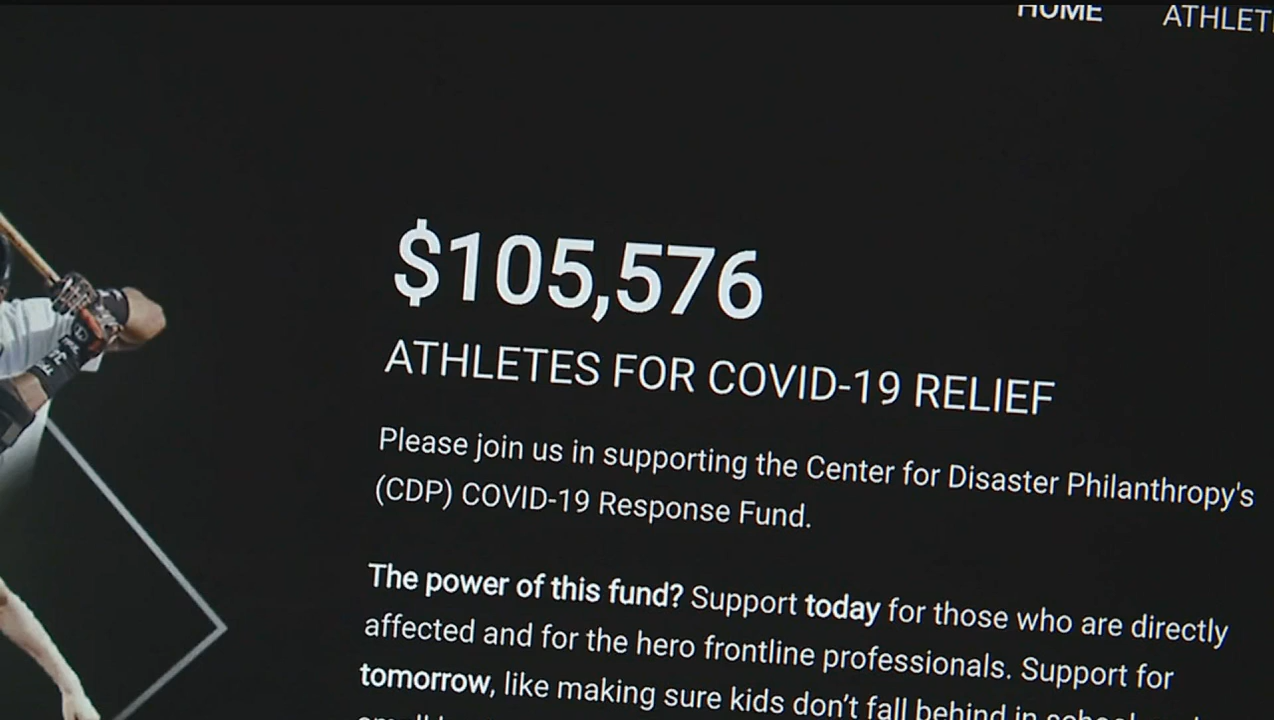 HOME
$105,576
ATHLETES FOR COVID-19 RELIEF
Please join us in supporting the Center for Disaster Philanthropy's
(CDP) COVID-19 Response Fund.
The power of this fund? Support today for those who are directly
affected and for the hero frontline professionals. Support for
tomorrow, like making sure kids don’t fall behind in school